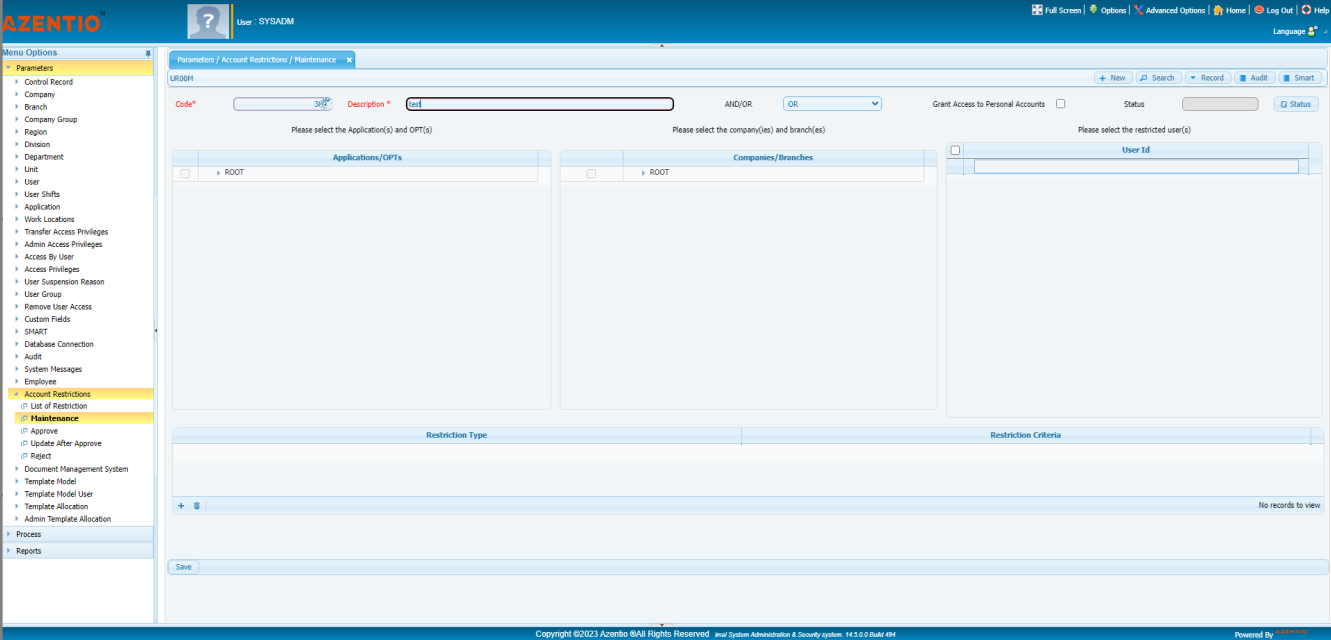 AZENTIO™
User : SYSADM
Full Screen | Options | Advanced Options | Home | Log Out | Help
Language
Menu Options
Parameters
Control Record
Company
Branch
Company Group
Region
Division
Department
Unit
User
User Shifts
Application
Work Locations
Transfer Access Privileges
Admin Access Privileges
Access By User
Access Privileges
User Suspension Reason
User Group
Remove User Access
Custom Fields
SMART
Database Connection
Audit
System Messages
Employee
Account Restrictions
List of Restriction
Maintenance
Approve
Update After Approve
Reject
Document Management System
Template Model
Template Model User
Template Allocation
Admin Template Allocation
Process
Reports
Parameters / Account Restrictions / Maintenance
UR00M
New Search Record Audit Smart
Code* Description * test AND/OR OR Grant Access to Personal Accounts Status Status
Please select the Application(s) and OPT(s) Please select the company(ies) and branch(es) Please select the restricted user(s)
Applications/OPTs Companies/Branches User Id
ROOT ROOT
Restriction Type Restriction Criteria
No records to view
Save
Copyright ©2023 Azentio ®All Rights Reserved imal System Administration & Security system. 14.5.0.0 Build 494
Powered By AZENTIO